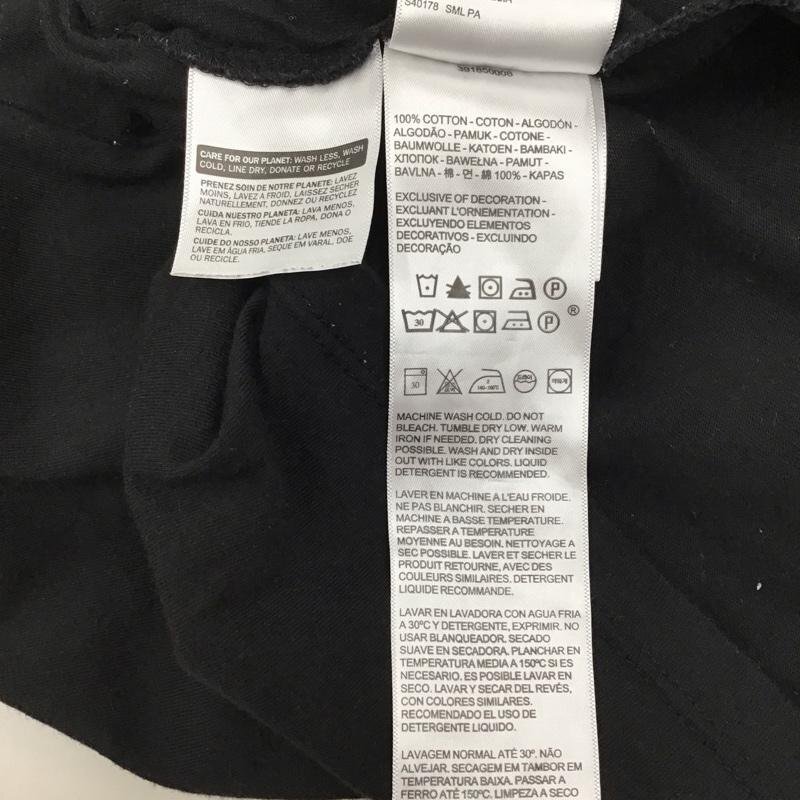 S40178 SML PA
391850008
CARE FOR OUR PLANET: WASH LESS, WASH
COLD, LINE DRY, DONATE OR RECYCLE
PRENEZ SOIN DE NOTRE PLANETE: LAVEZ
MOINS, LAVEZ A FROID, LAISSEZ SECHER
NATURELLEMENT, DONNEZ OU RECYCLEZ
CUIDA NUESTRO PLANETA: LAVA MENOS,
LAVA EN FRIO, TIENDE LA ROPA, DONA O
RECICLA.
CUIDE DO NOSSO PLANETA: LAVE MENOS,
LAVE EM ÁGUA FRIA, SEQUE EM VARAL, DOE
OU RECICLE.
100% COTTON - COTON - ALGODÓN -
ALGODÃO - PAMUK - COTONE -
BAUMWOLLE - KATOEN - BAMBAKI -
ХЛОПОК - BAWEŁNA - PAMUT -
BAVLNA - 棉 - 면 - 綿 100% - KAPAS
EXCLUSIVE OF DECORATION -
EXCLUANT L'ORNEMENTATION -
EXCLUYENDO ELEMENTOS
DECORATIVOS - EXCLUINDO
DECORAÇÃO
P
30 P ®
30 140-160°C 드라이
MACHINE WASH COLD. DO NOT
BLEACH. TUMBLE DRY LOW. WARM
IRON IF NEEDED. DRY CLEANING
POSSIBLE. WASH AND DRY INSIDE
OUT WITH LIKE COLORS. LIQUID
DETERGENT IS RECOMMENDED.
LAVER EN MACHINE A L'EAU FROIDE.
NE PAS BLANCHIR. SECHER EN
MACHINE A BASSE TEMPERATURE.
REPASSER A TEMPERATURE
MOYENNE AU BESOIN. NETTOYAGE A
SEC POSSIBLE. LAVER ET SECHER LE
PRODUIT RETOURNE, AVEC DES
COULEURS SIMILAIRES. DETERGENT
LIQUIDE RECOMMANDE.
LAVAR EN LAVADORA CON AGUA FRIA
A 30ºC Y DETERGENTE, EXPRIMIR. NO
USAR BLANQUEADOR. SECADO
SUAVE EN SECADORA. PLANCHAR EN
TEMPERATURA MEDIA A 150ºC SI ES
NECESARIO. ES POSIBLE LAVAR EN
SECO. LAVAR Y SECAR DEL REVÉS,
CON COLORES SIMILARES.
RECOMENDADO EL USO DE
DETERGENTE LIQUIDO.
LAVAGEM NORMAL ATÉ 30º. NÃO
ALVEJAR. SECAGEM EM TAMBOR EM
TEMPERATURA BAIXA. PASSAR A
FERRO ATÉ 150ºC. LIMPEZA A SECO